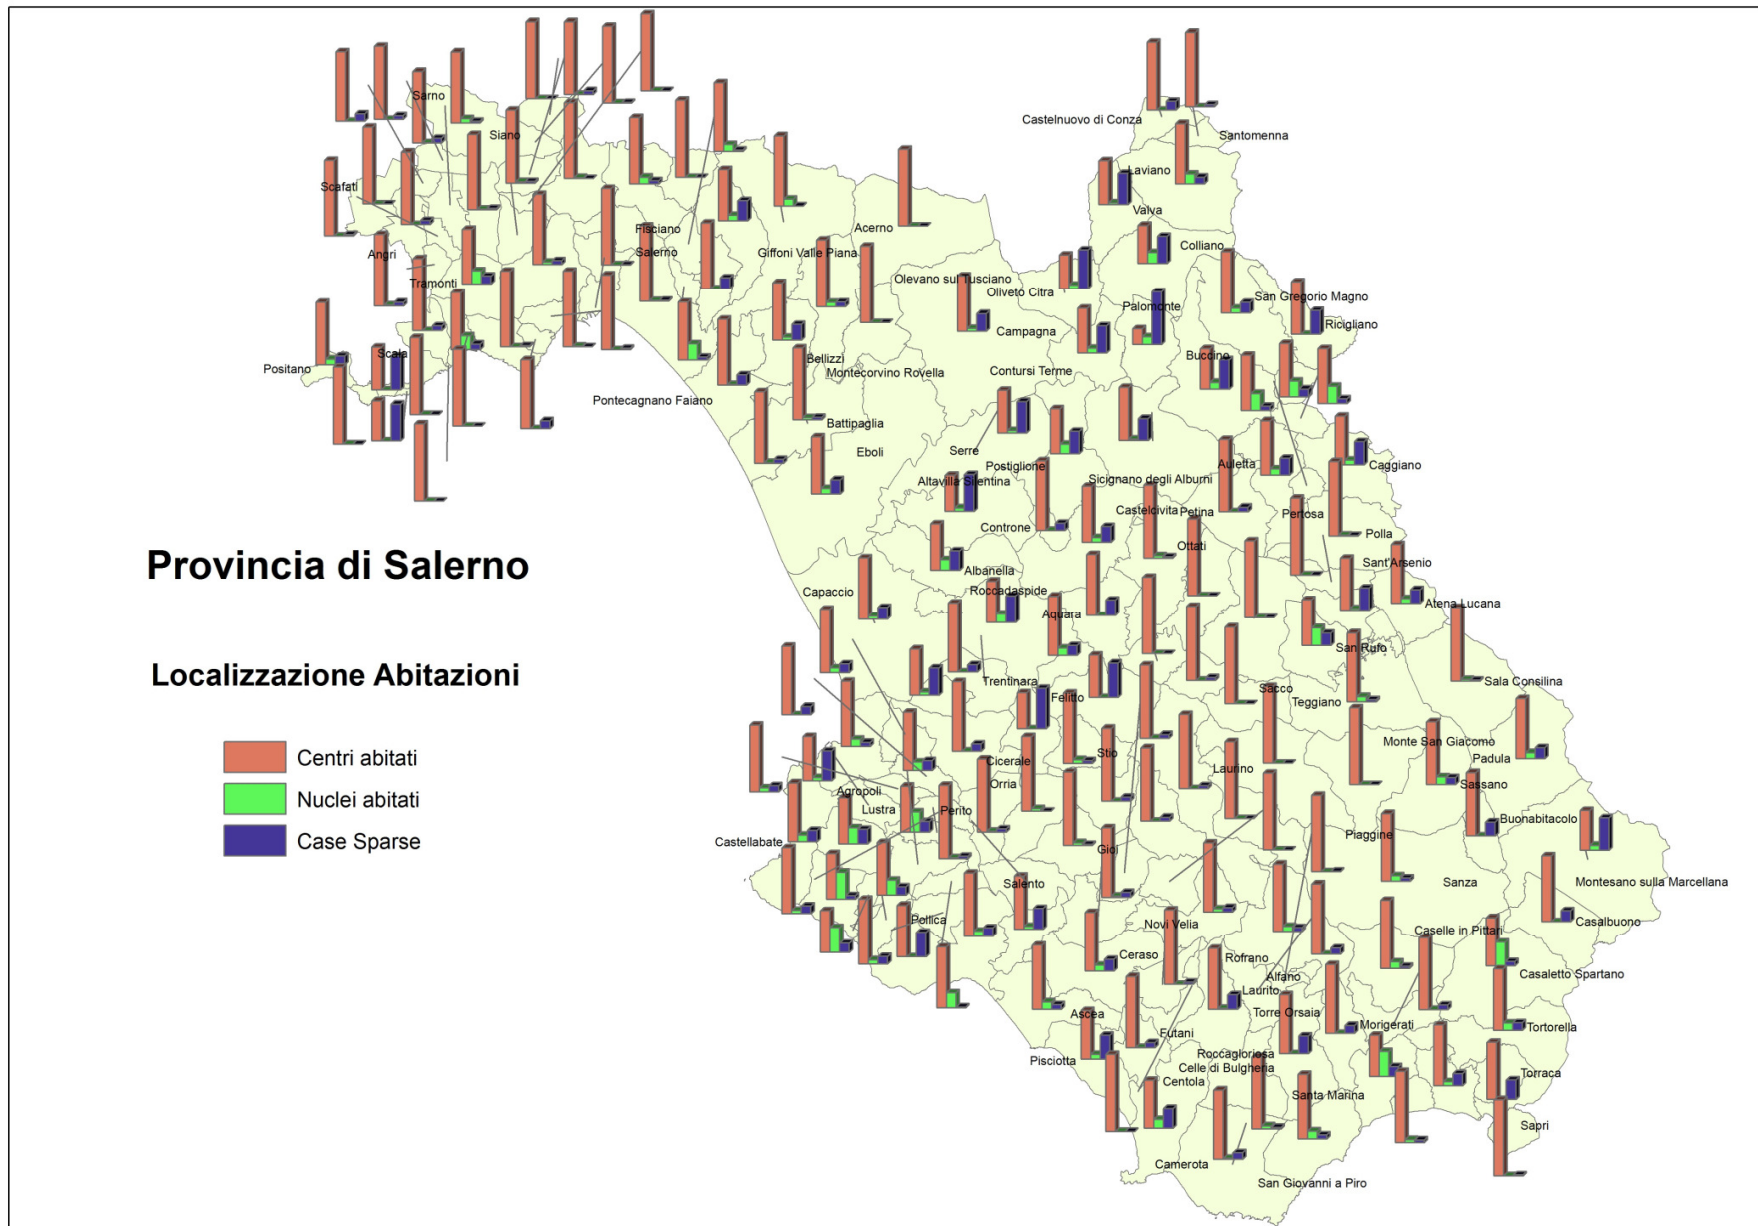 Sarno
Siano
Castelnuovo di Conza
Santomenna
Laviano
Scafati
Valva
Fisciano
Acerno
Angri
Salerno
Giffoni Valle Piana
Colliano
Tramonti
Olevano sul Tusciano
Oliveto Citra
San Gregorio Magno
Palomonte
Ricigliano
Campagna
Scala
Bellizzi
Buccino
Positano
Montecorvino Rovella
Contursi Terme
Pontecagnano Faiano
Battipaglia
Eboli
Serre
Postiglione
Auletta
Caggiano
Altavilla Silentina
Sicignano degli Alburni
Castelcivita
Petina
Pertosa
Controne
Polla
Ottati
Provincia di Salerno
Albanella
Sant'Arsenio
Capaccio
Roccadaspide
Atena Lucana
Aquara
San Rufo
Localizzazione Abitazioni
Trentinara
Sacco
Sala Consilina
Felitto
Teggiano
Centri abitati
Monte San Giacomo
Stio
Padula
Cicerale
Laurino
Orria
Sassano
Nuclei abitati
Agropoli
Lustra
Perito
Buonabitacolo
Case Sparse
Piaggine
Castellabate
Gioi
Salento
Sanza
Montesano sulla Marcellana
Pollica
Novi Velia
Casalbuono
Caselle in Pittari
Ceraso
Rofrano
Alfano
Casaletto Spartano
Laurito
Ascea
Torre Orsaia
Morigerati
Tortorella
Futani
Pisciotta
Roccagloriosa
Celle di Bulgheria
Torraca
Centola
Santa Marina
Sapri
Camerota
San Giovanni a Piro